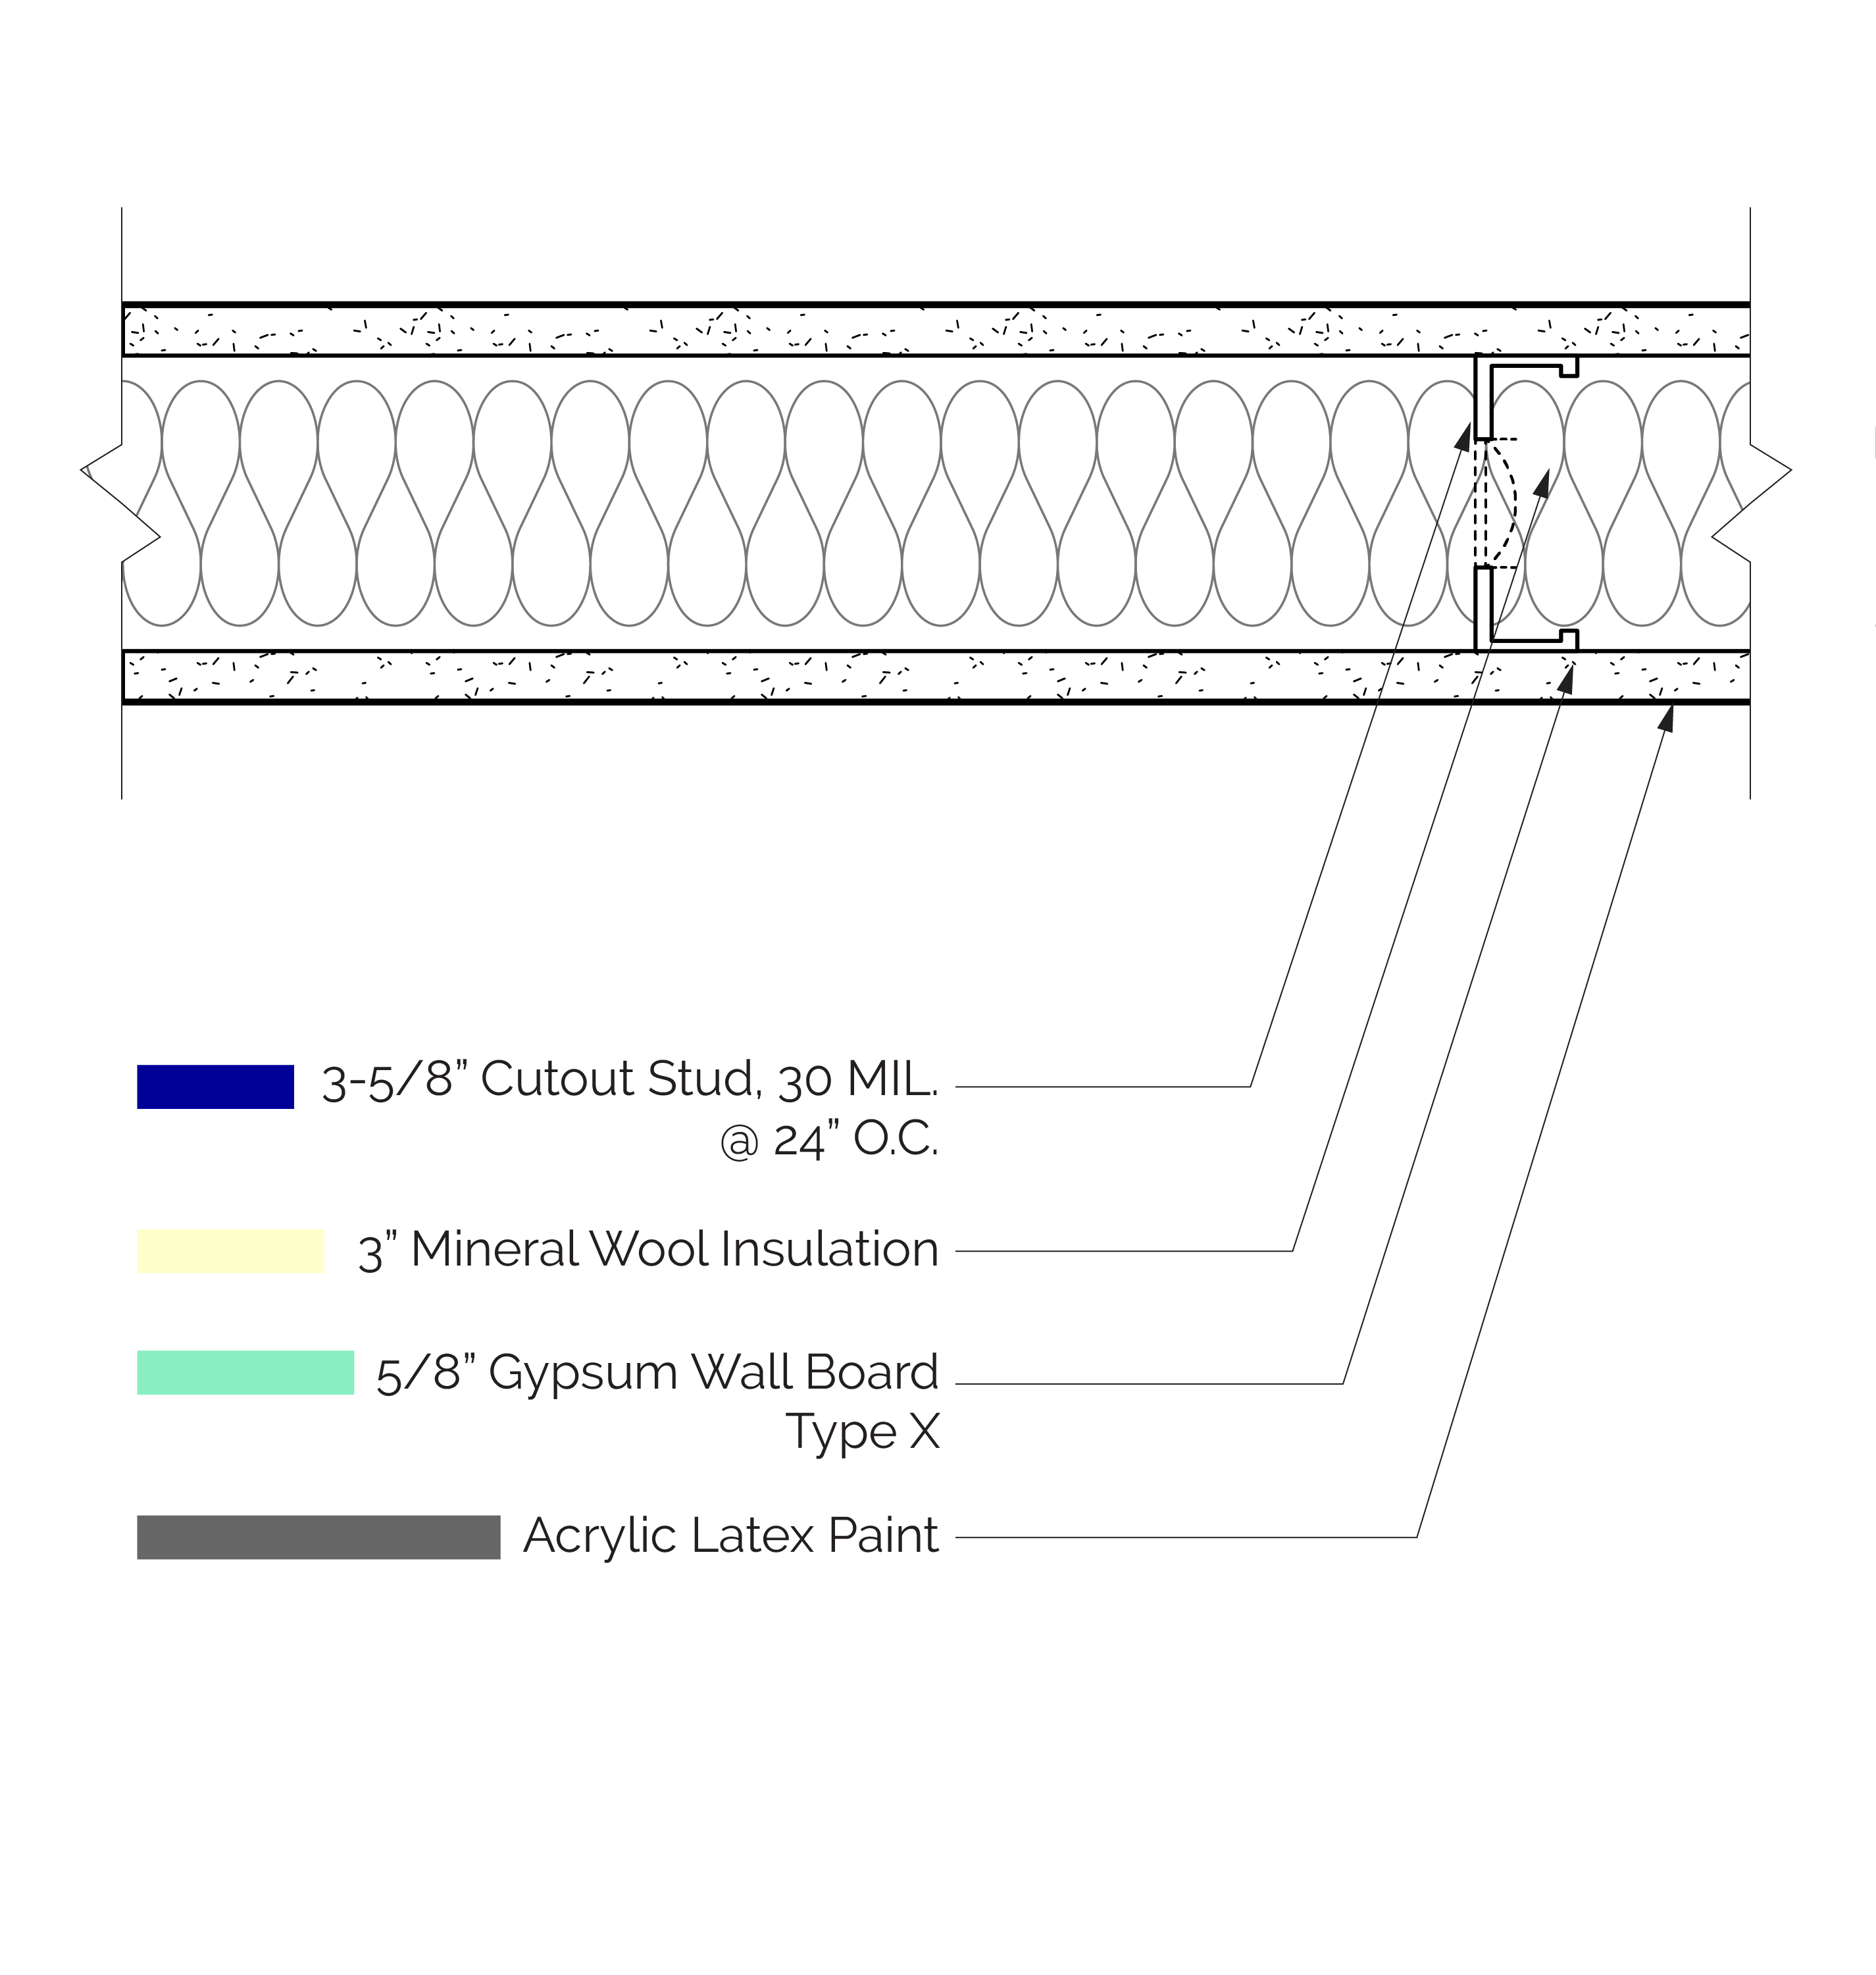 3-5/8” Cutout Stud, 30 MIL.
@ 24” O.C.
3” Mineral Wool Insulation
5/8” Gypsum Wall Board
Type X
Acrylic Latex Paint